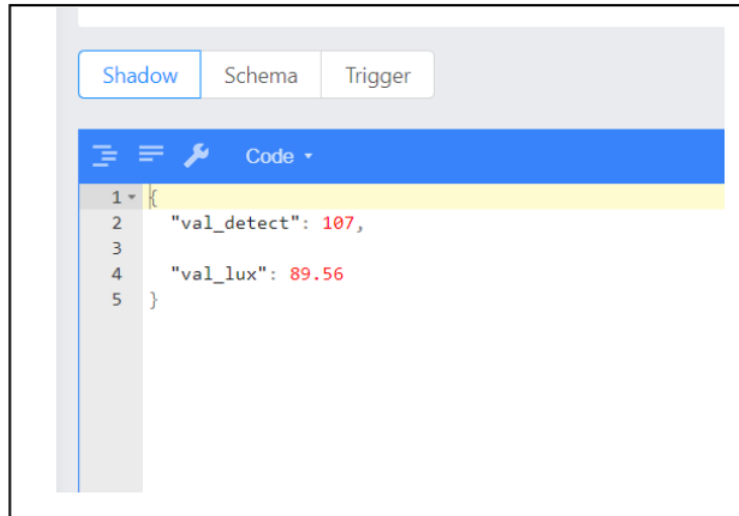 Shadow Schema Trigger
Code
1 {
2 "val_detect": 107,
3
4 "val_lux": 89.56
5 }